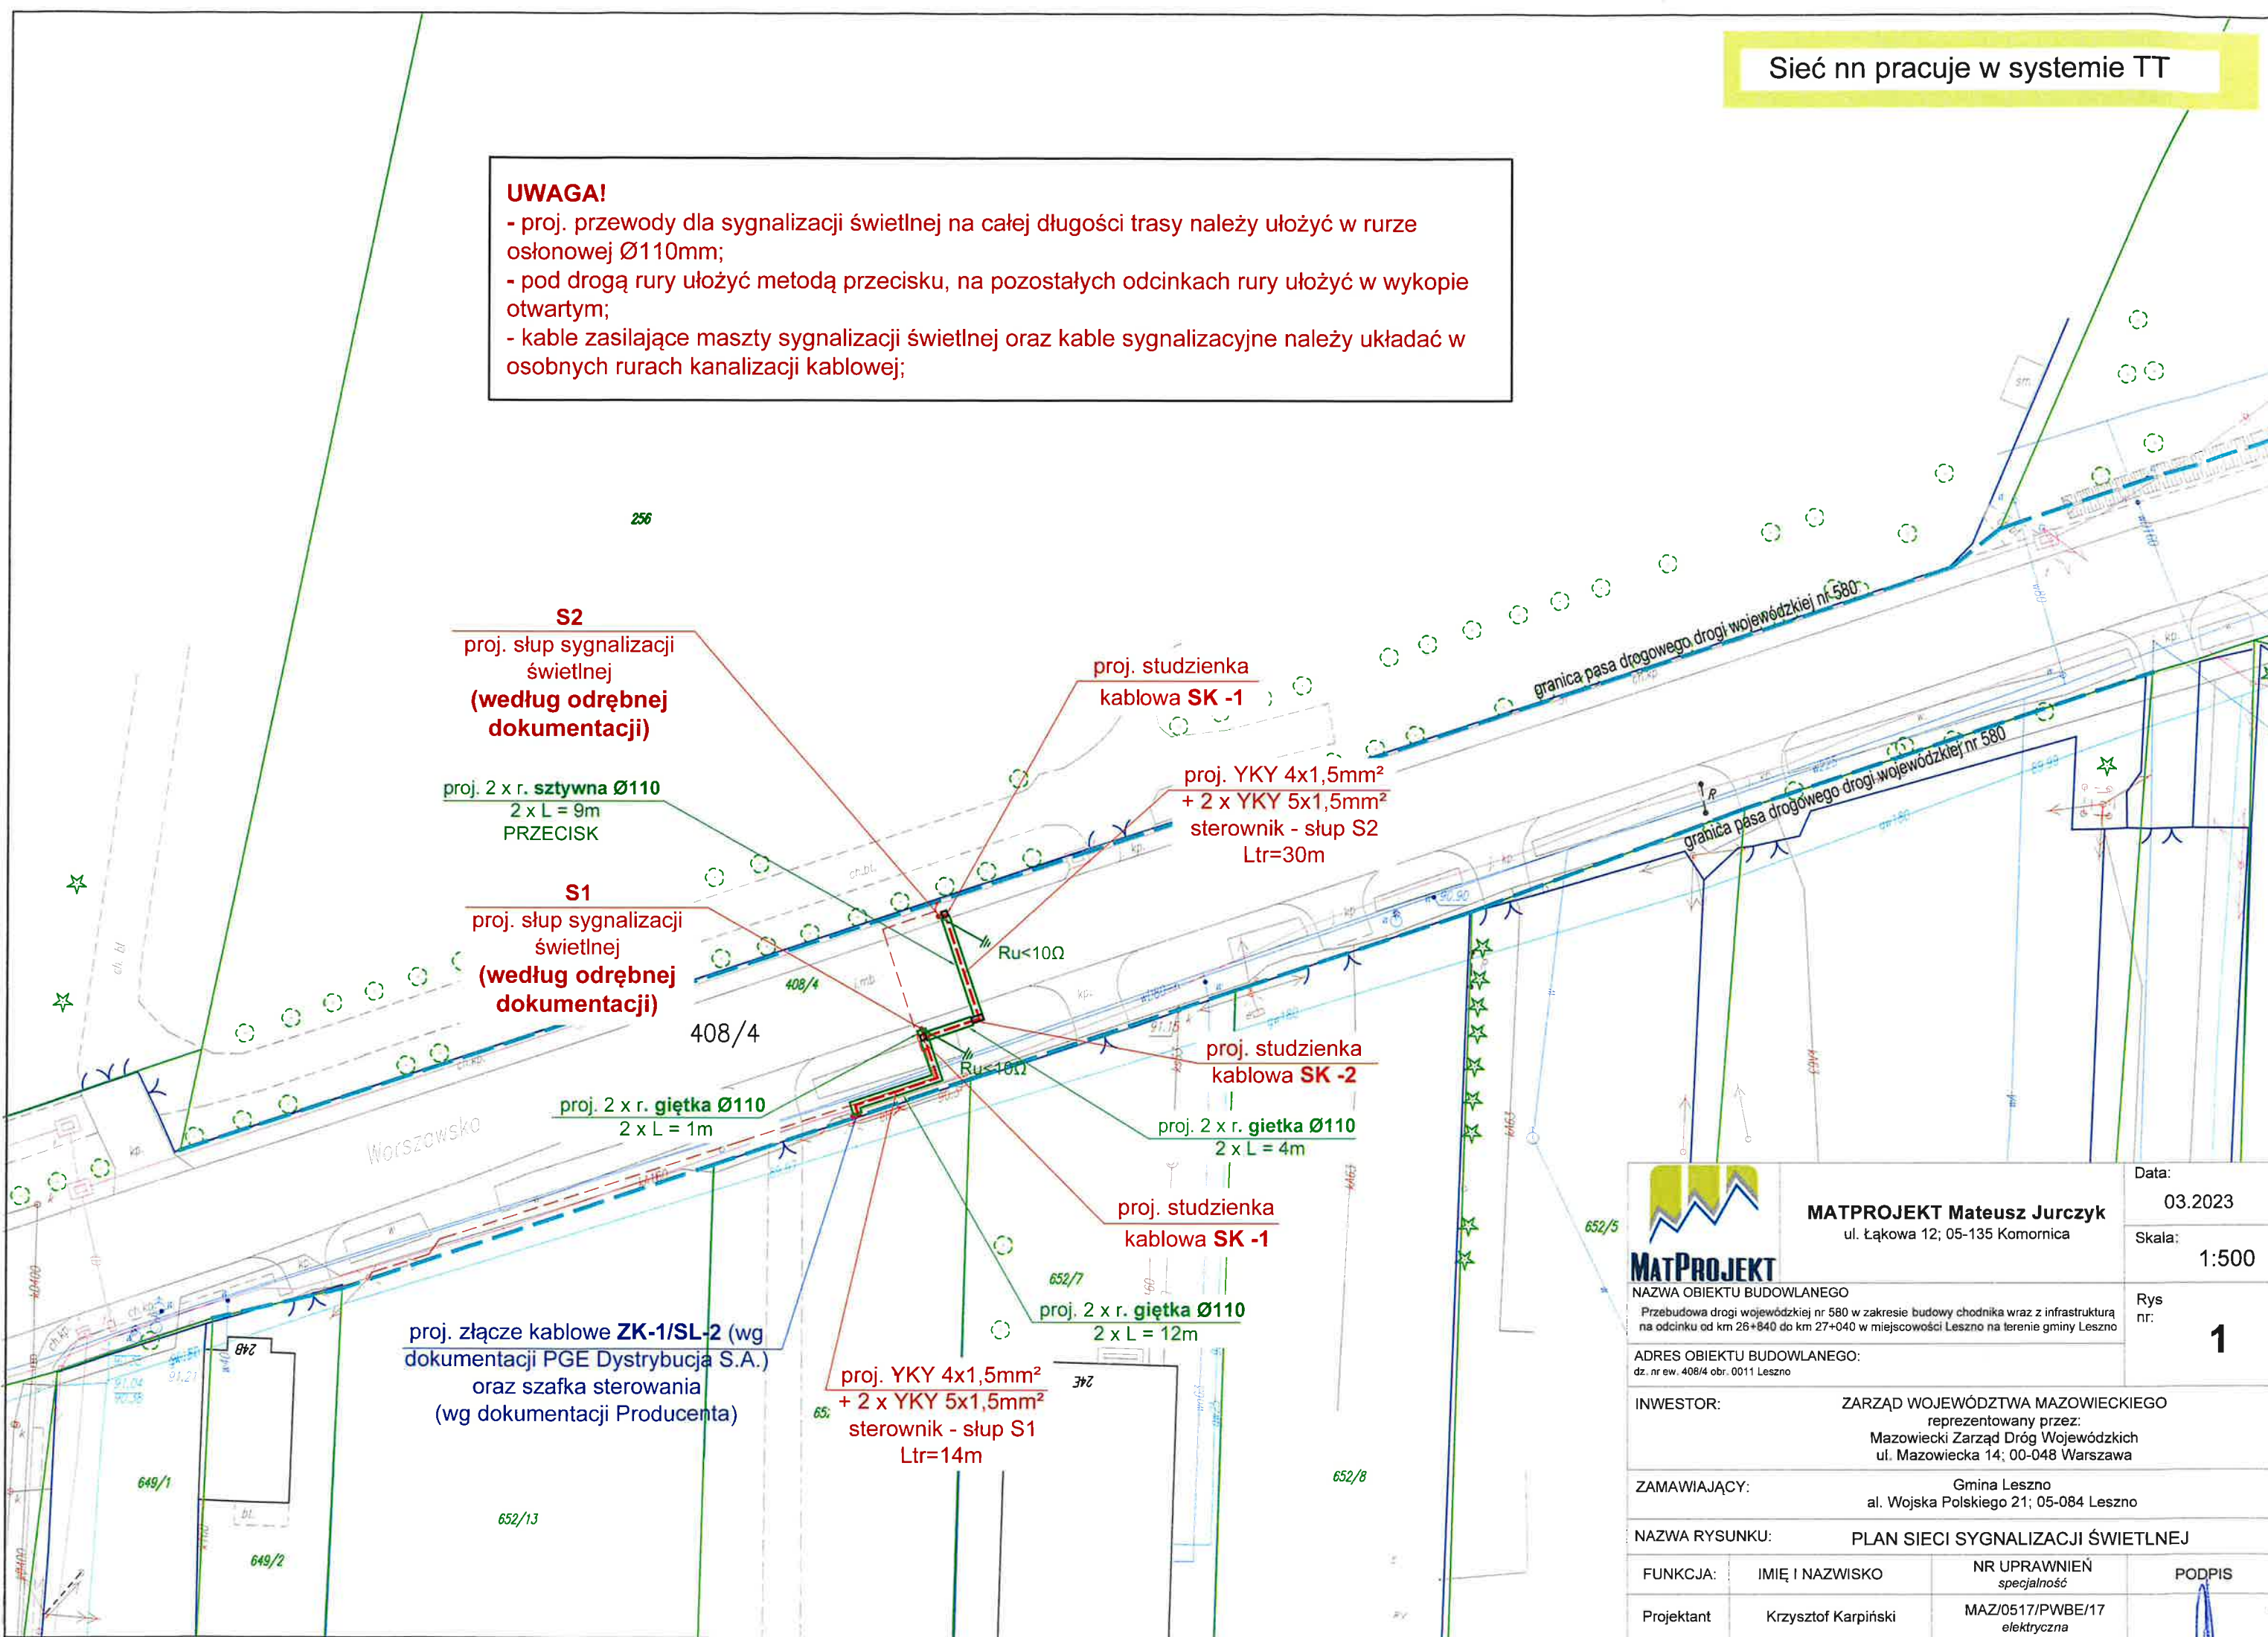 Sieć nn pracuje w systemie TT
UWAGA!
- proj. przewody dla sygnalizacji świetlnej na całej długości trasy należy ułożyć w rurze
osłonowej Ø110mm;
- pod drogą rury ułożyć metodą przecisku, na pozostałych odcinkach rury ułożyć w wykopie
otwartym;
- kable zasilające maszty sygnalizacji świetlnej oraz kable sygnalizacyjne należy układać w
osobnych rurach kanalizacji kablowej;
sm.
256
granica pasa drogowego drogi wojewódzkiej nr 580
granica pasa drogowego drogi wojewódzkiej nr 580
S2
proj. słup sygnalizacji
świetlnej
(według odrębnej
dokumentacji)
proj. studzienka
kablowa SK -1
proj. 2 x r. sztywna Ø110
2 x L = 9m
PRZECISK
proj. YKY 4x1,5mm²
+ 2 x YKY 5x1,5mm²
sterownik - słup S2
Ltr=30m
S1
proj. słup sygnalizacji
świetlnej
(według odrębnej
dokumentacji)
Ru<10Ω
408/4
408/4
Ru<10Ω
proj. studzienka
kablowa SK -2
proj. 2 x r. giętka Ø110
2 x L = 1m
proj. 2 x r. gietka Ø110
2 x L = 4m
proj. studzienka
kablowa SK -1
652/7
proj. 2 x r. giętka Ø110
2 x L = 12m
proj. złącze kablowe ZK-1/SL-2 (wg
dokumentacji PGE Dystrybucja S.A.)
oraz szafka sterowania
(wg dokumentacji Producenta)
proj. YKY 4x1,5mm²
+ 2 x YKY 5x1,5mm²
sterownik - słup S1
Ltr=14m
90.90
91.15
89.99
91.04
91.21
649/1
649/2
652/13
652/8
652/5
MATPROJEKT
MATPROJEKT Mateusz Jurczyk
ul. Łąkowa 12; 05-135 Komornica
Data:
03.2023
Skala:
1:500
NAZWA OBIEKTU BUDOWLANEGO
Przebudowa drogi wojewódzkiej nr 580 w zakresie budowy chodnika wraz z infrastrukturą
na odcinku od km 26+840 do km 27+040 w miejscowości Leszno na terenie gminy Leszno
Rys
nr:
1
ADRES OBIEKTU BUDOWLANEGO:
dz. nr ew. 408/4 obr. 0011 Leszno
INWESTOR:
ZARZĄD WOJEWÓDZTWA MAZOWIECKIEGO
reprezentowany przez:
Mazowiecki Zarząd Dróg Wojewódzkich
ul. Mazowiecka 14; 00-048 Warszawa
ZAMAWIAJĄCY:
Gmina Leszno
al. Wojska Polskiego 21; 05-084 Leszno
NAZWA RYSUNKU:
PLAN SIECI SYGNALIZACJI ŚWIETLNEJ
FUNKCJA:
IMIĘ I NAZWISKO
NR UPRAWNIEŃ
specjalność
PODPIS
Projektant
Krzysztof Karpiński
MAZ/0517/PWBE/17
elektryczna